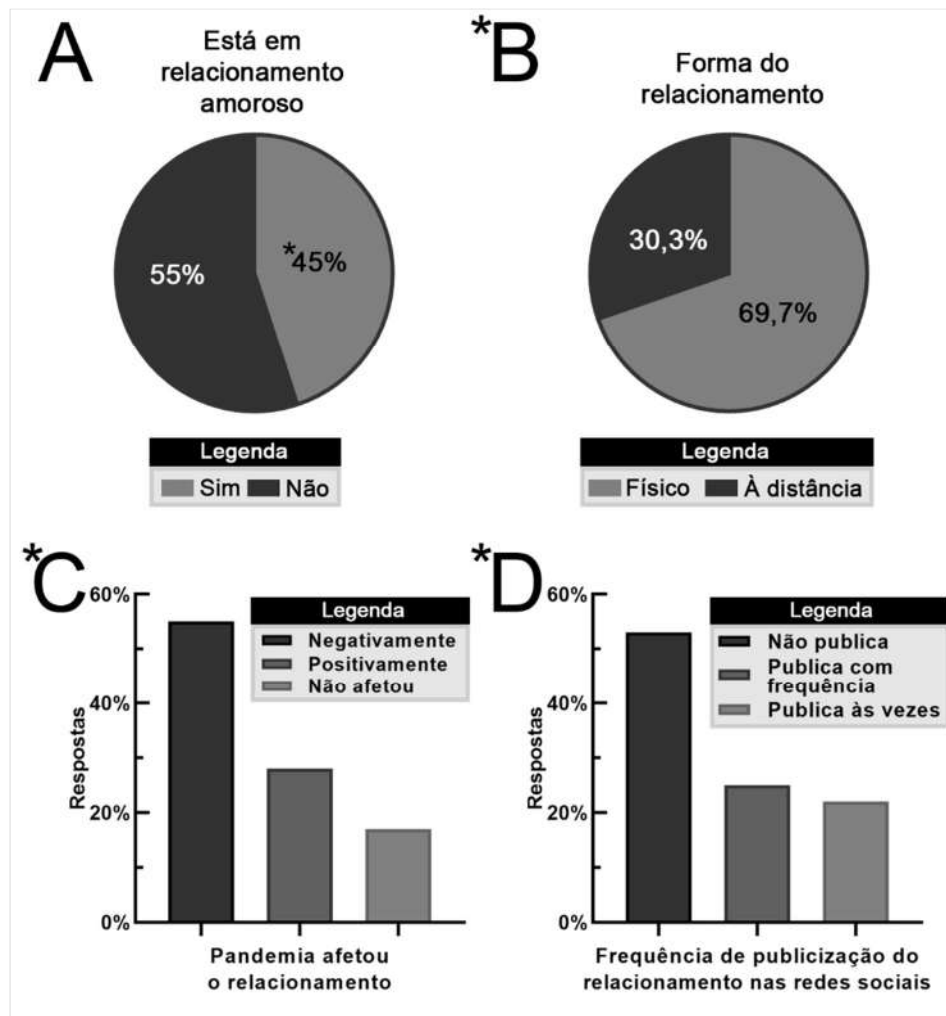 A
Está em
relacionamento
amoroso
55%
*45%
Legenda
Sim Não
*B
Forma do
relacionamento
30,3%
69,7%
Legenda
Físico À distância
*C
60%
40%
20%
0%
Respostas
Legenda
Negativamente
Positivamente
Não afetou
Pandemia afetou
o relacionamento
*D
60%
40%
20%
0%
Respostas
Legenda
Não publica
Publica com
frequência
Publica às vezes
Frequência de publicização do
relacionamento nas redes sociais